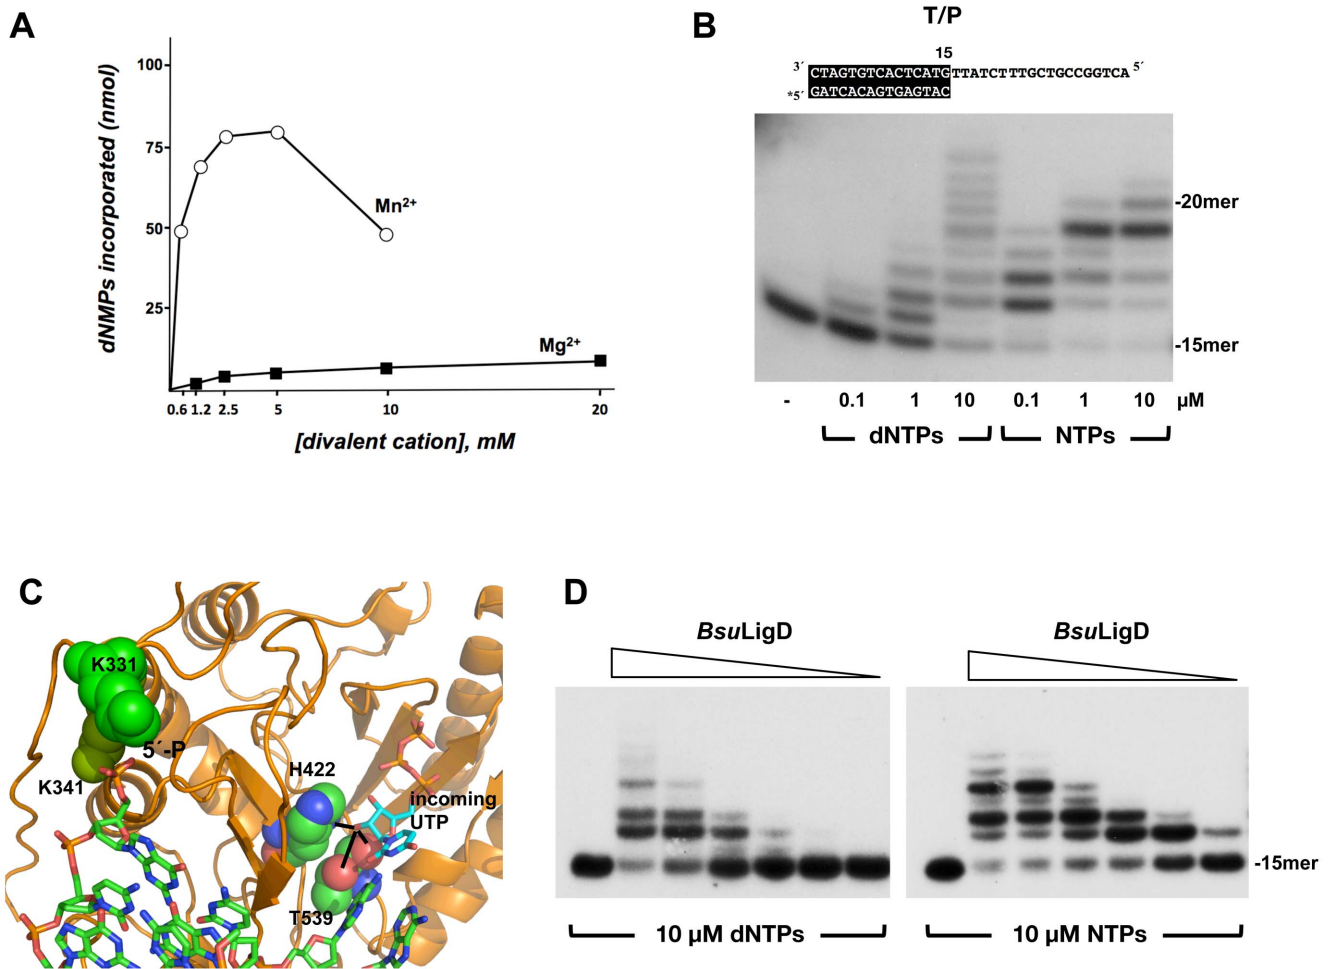 A
100
75
50
25
dNMPs incorporated (nmol)
Mn2+
Mg2+
0.6 1.2 2.5 5 10 20
[divalent cation], mM
B
T/P
15
3´ CTAGTGTCACTCATGTTATCTTTGCTGCCGGTCA 5´
*5´ GATCACAGTGAGTAC
-20mer
-15mer
- 0.1 1 10 0.1 1 10 µM
dNTPs NTPs
C
K331
5´-P
K341
H422
incoming
UTP
T539
D
BsuLigD BsuLigD
-15mer
10 µM dNTPs 10 µM NTPs